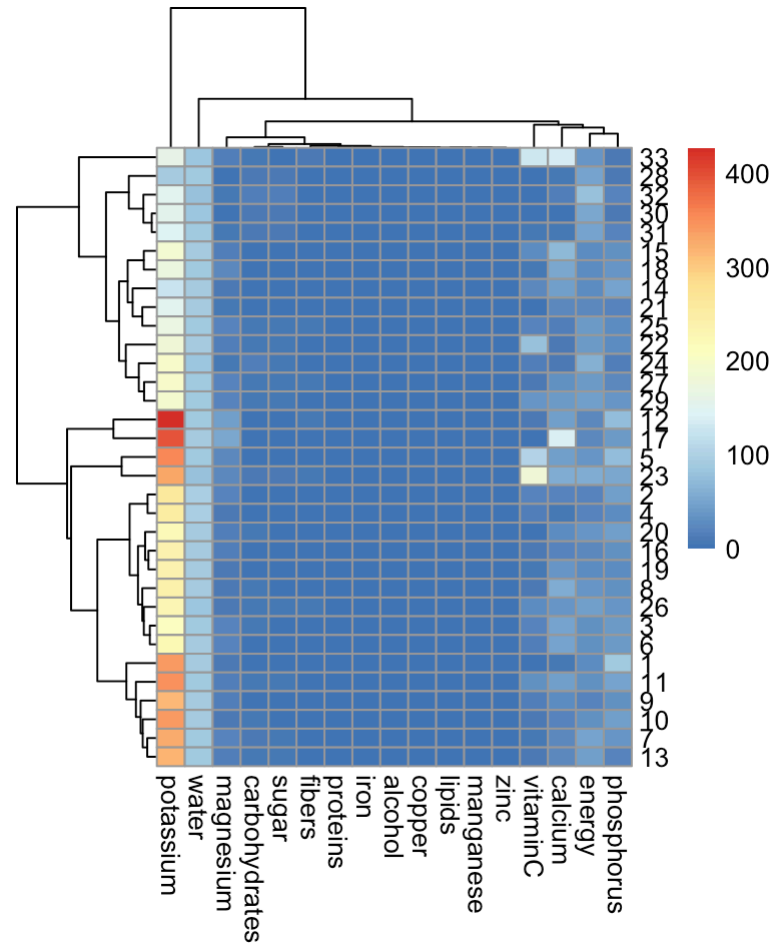 33
28
32
30
31
15
18
14
21
25
22
24
27
29
12
17
5
23
2
4
20
16
19
8
26
3
6
1
11
9
10
7
13
400
300
200
100
0
potassium
water
magnesium
carbohydrates
sugar
fibers
proteins
iron
alcohol
copper
lipids
manganese
zinc
vitaminC
calcium
energy
phosphorus